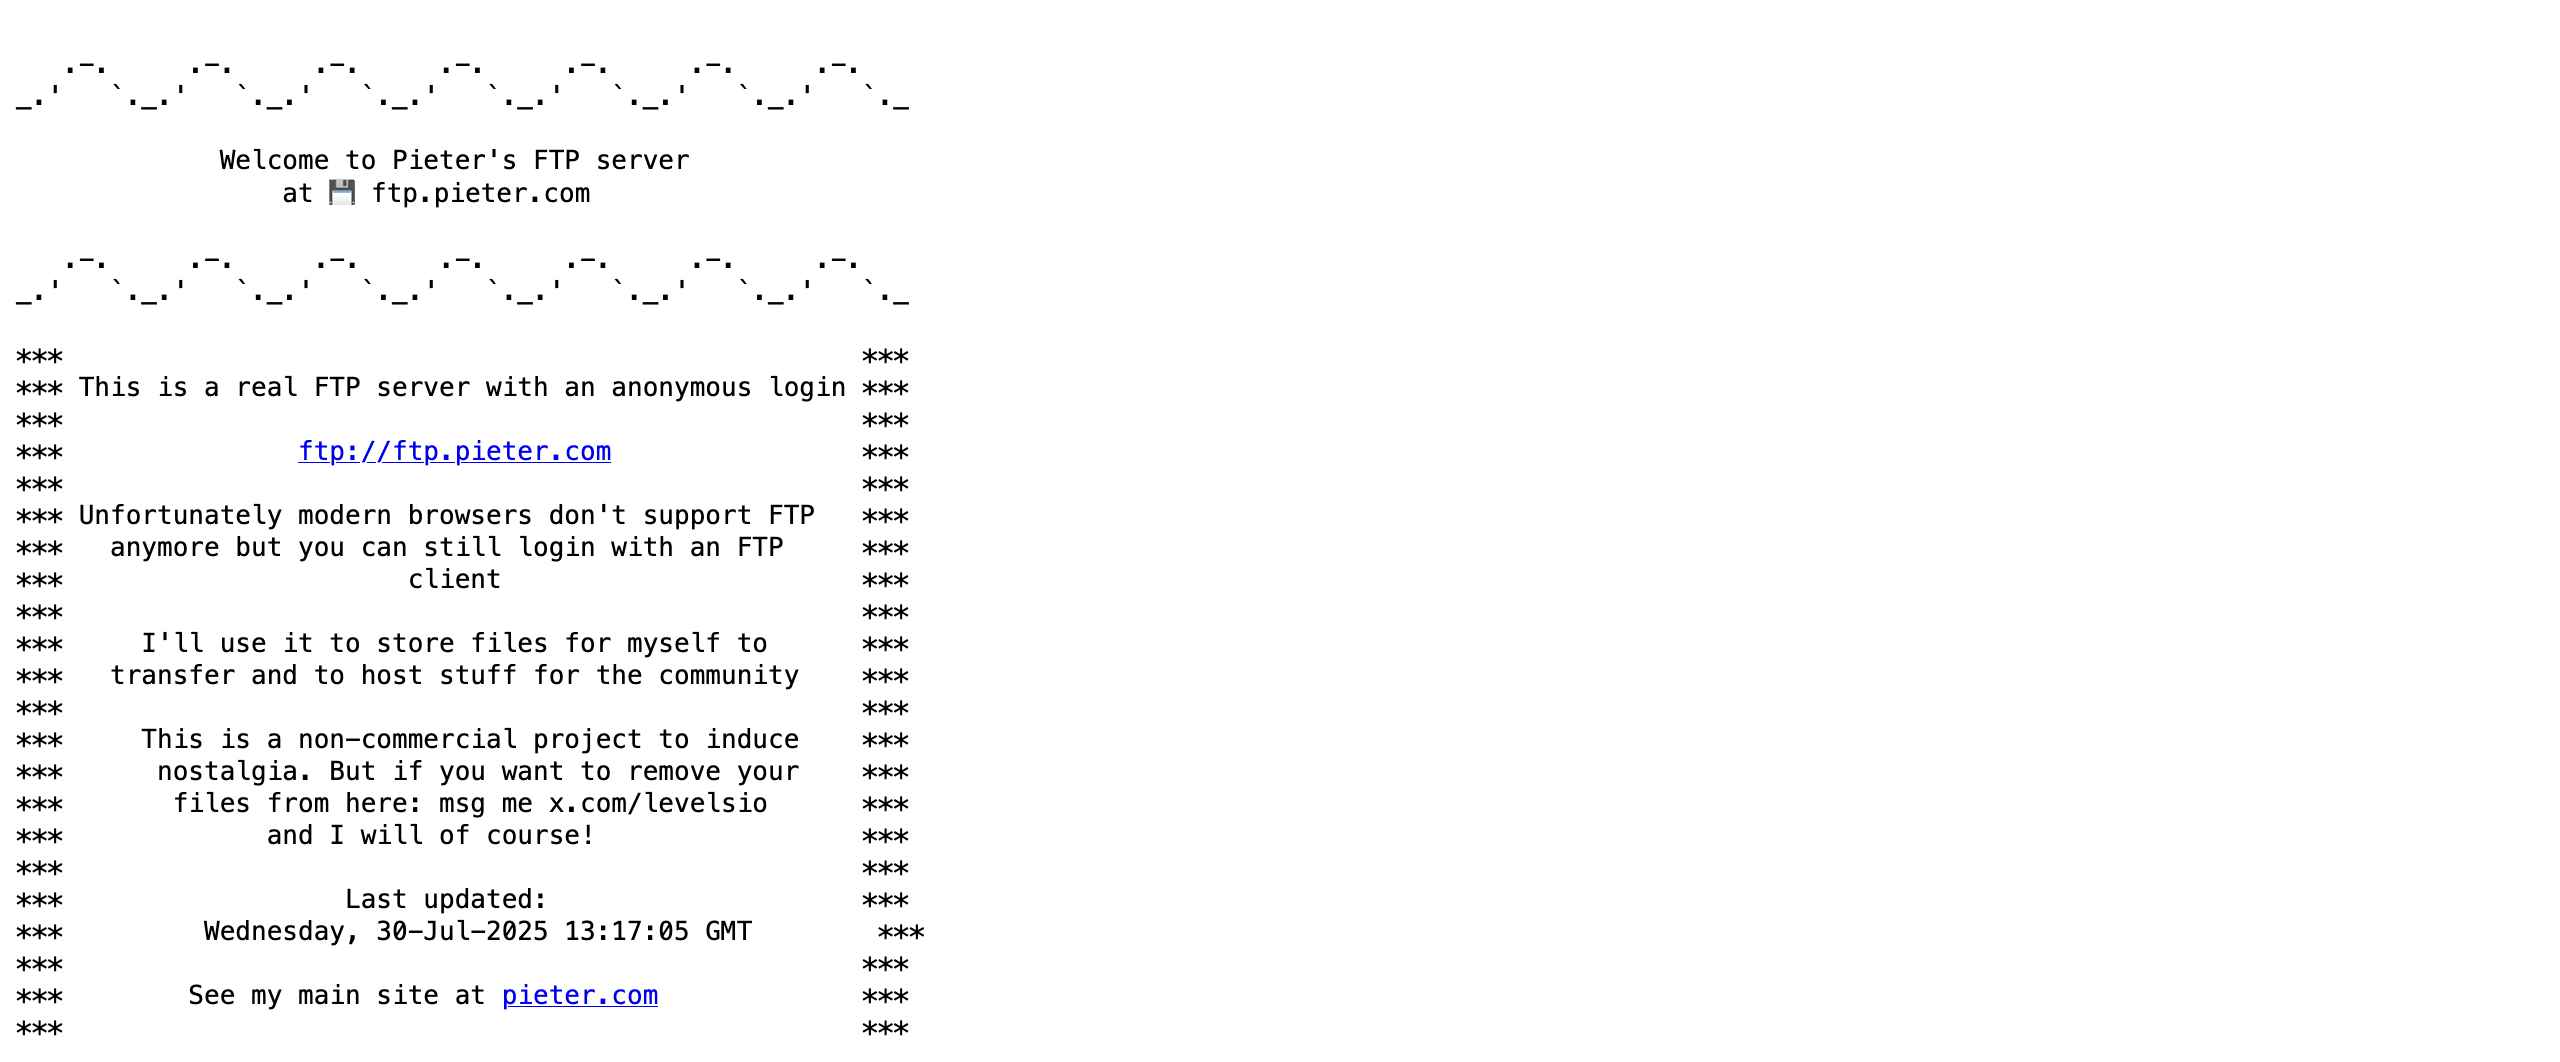 .-.     .-.     .-.     .-.     .-.     .-.     .-.
_.'   `._.'   `._.'   `._.'   `._.'   `._.'   `._.'   `._

             Welcome to Pieter's FTP server
                 at 💾 ftp.pieter.com

   .-.     .-.     .-.     .-.     .-.     .-.     .-.
_.'   `._.'   `._.'   `._.'   `._.'   `._.'   `._.'   `._

***                                                   ***
*** This is a real FTP server with an anonymous login ***
***                                                   ***
***               ftp://ftp.pieter.com                ***
***                                                   ***
*** Unfortunately modern browsers don't support FTP   ***
***   anymore but you can still login with an FTP     ***
***                      client                       ***
***                                                   ***
***     I'll use it to store files for myself to      ***
***   transfer and to host stuff for the community    ***
***                                                   ***
***     This is a non-commercial project to induce    ***
***      nostalgia. But if you want to remove your    ***
***       files from here: msg me x.com/levelsio      ***
***             and I will of course!                 ***
***                                                   ***
***                  Last updated:                    ***
***         Wednesday, 30-Jul-2025 13:17:05 GMT        ***
***                                                   ***
***        See my main site at pieter.com             ***
***                                                   ***